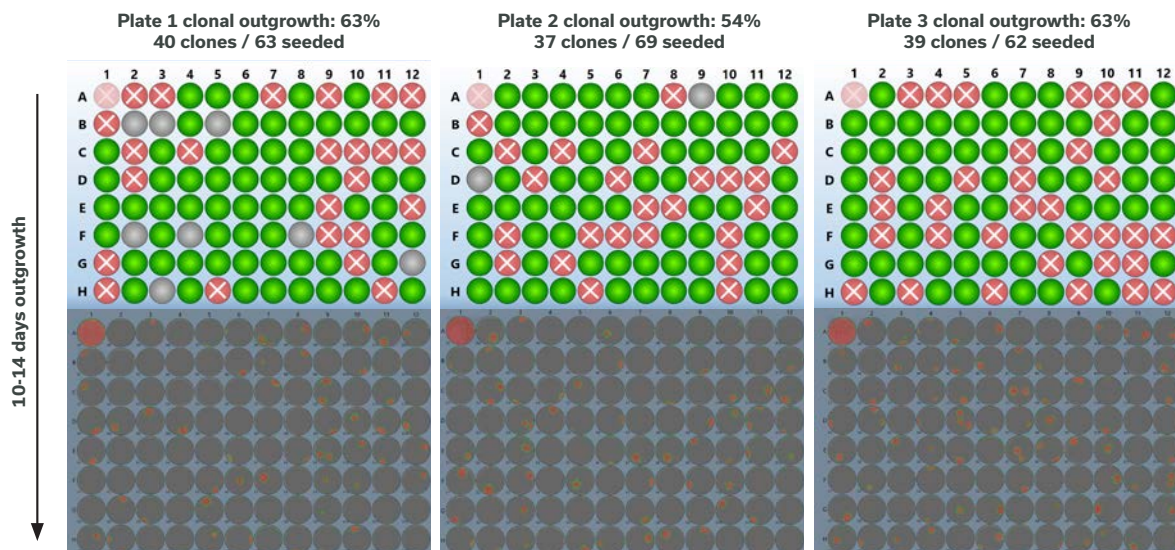 Plate 1 clonal outgrowth: 63%
40 clones / 63 seeded
Plate 2 clonal outgrowth: 54%
37 clones / 69 seeded
Plate 3 clonal outgrowth: 63%
39 clones / 62 seeded
1 2 3 4 5 6 7 8 9 10 11 12
A
B
C
D
E
F
G
H
1 2 3 4 5 6 7 8 9 10 11 12
A
B
C
D
E
F
G
H
1 2 3 4 5 6 7 8 9 10 11 12
A
B
C
D
E
F
G
H
10-14 days outgrowth